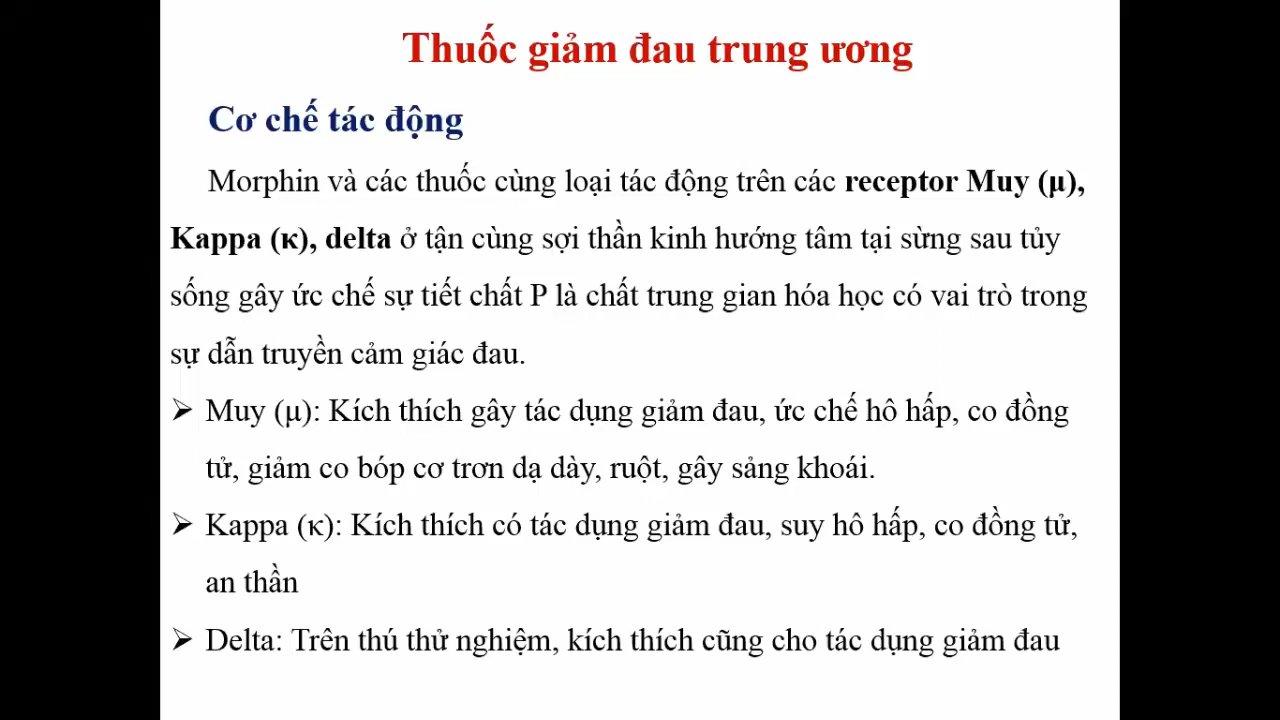 Thuốc giảm đau trung ương
Cơ chế tác động
Morphin và các thuốc cùng loại tác động trên các receptor Muy (μ),
Kappa (κ), delta ở tận cùng sợi thần kinh hướng tâm tại sừng sau tủy
sống gây ức chế sự tiết chất P là chất trung gian hóa học có vai trò trong
sự dẫn truyền cảm giác đau.
➢ Muy (μ): Kích thích gây tác dụng giảm đau, ức chế hô hấp, co đồng
tử, giảm co bóp cơ trơn dạ dày, ruột, gây sảng khoái.
➢ Kappa (κ): Kích thích có tác dụng giảm đau, suy hô hấp, co đồng tử,
an thần
➢ Delta: Trên thú thử nghiệm, kích thích cũng cho tác dụng giảm đau